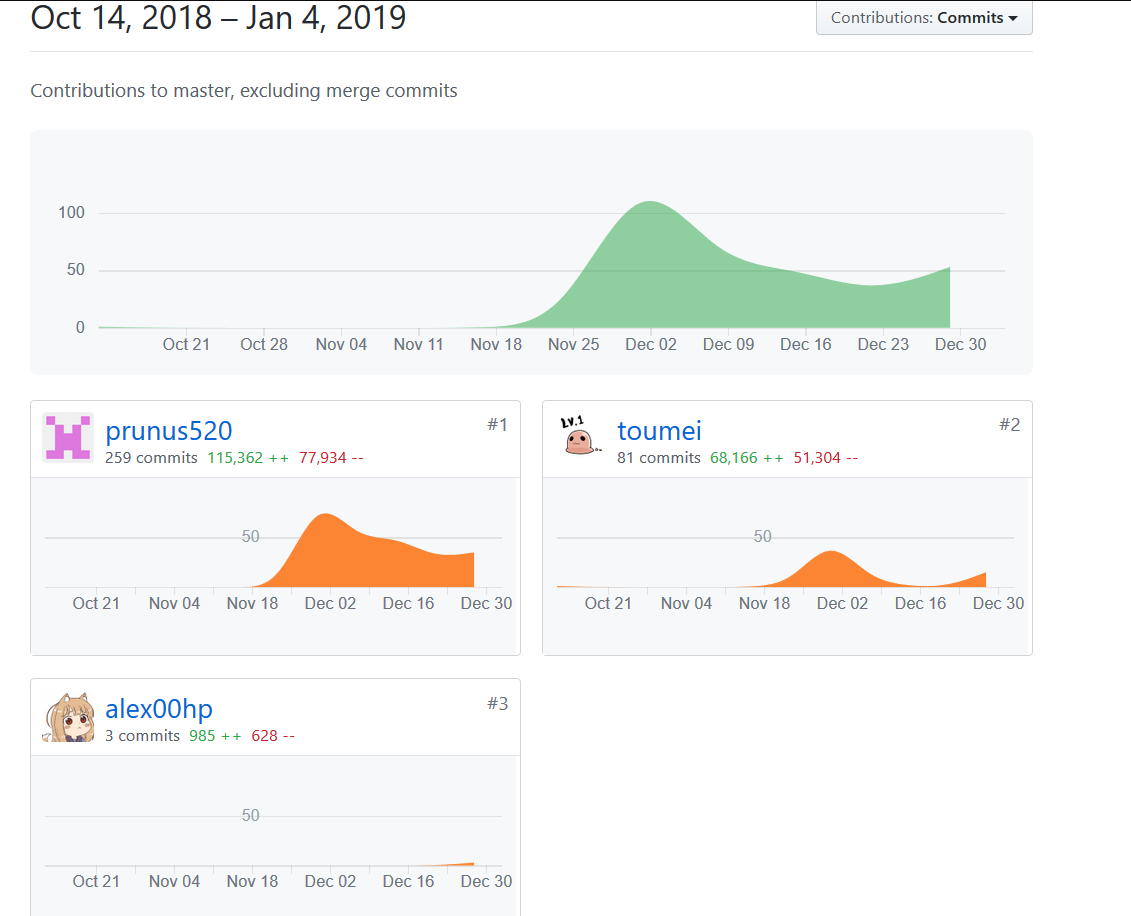 Oct 14, 2018 – Jan 4, 2019
Contributions: Commits
Contributions to master, excluding merge commits
100
50
0
Oct 21 Oct 28 Nov 04 Nov 11 Nov 18 Nov 25 Dec 02 Dec 09 Dec 16 Dec 23 Dec 30
prunus520 #1
259 commits 115,362 ++ 77,934 --
50
Oct 21 Nov 04 Nov 18 Dec 02 Dec 16 Dec 30
Lv.1
toumei #2
81 commits 68,166 ++ 51,304 --
50
Oct 21 Nov 04 Nov 18 Dec 02 Dec 16 Dec 30
alex00hp #3
3 commits 985 ++ 628 --
50
Oct 21 Nov 04 Nov 18 Dec 02 Dec 16 Dec 30